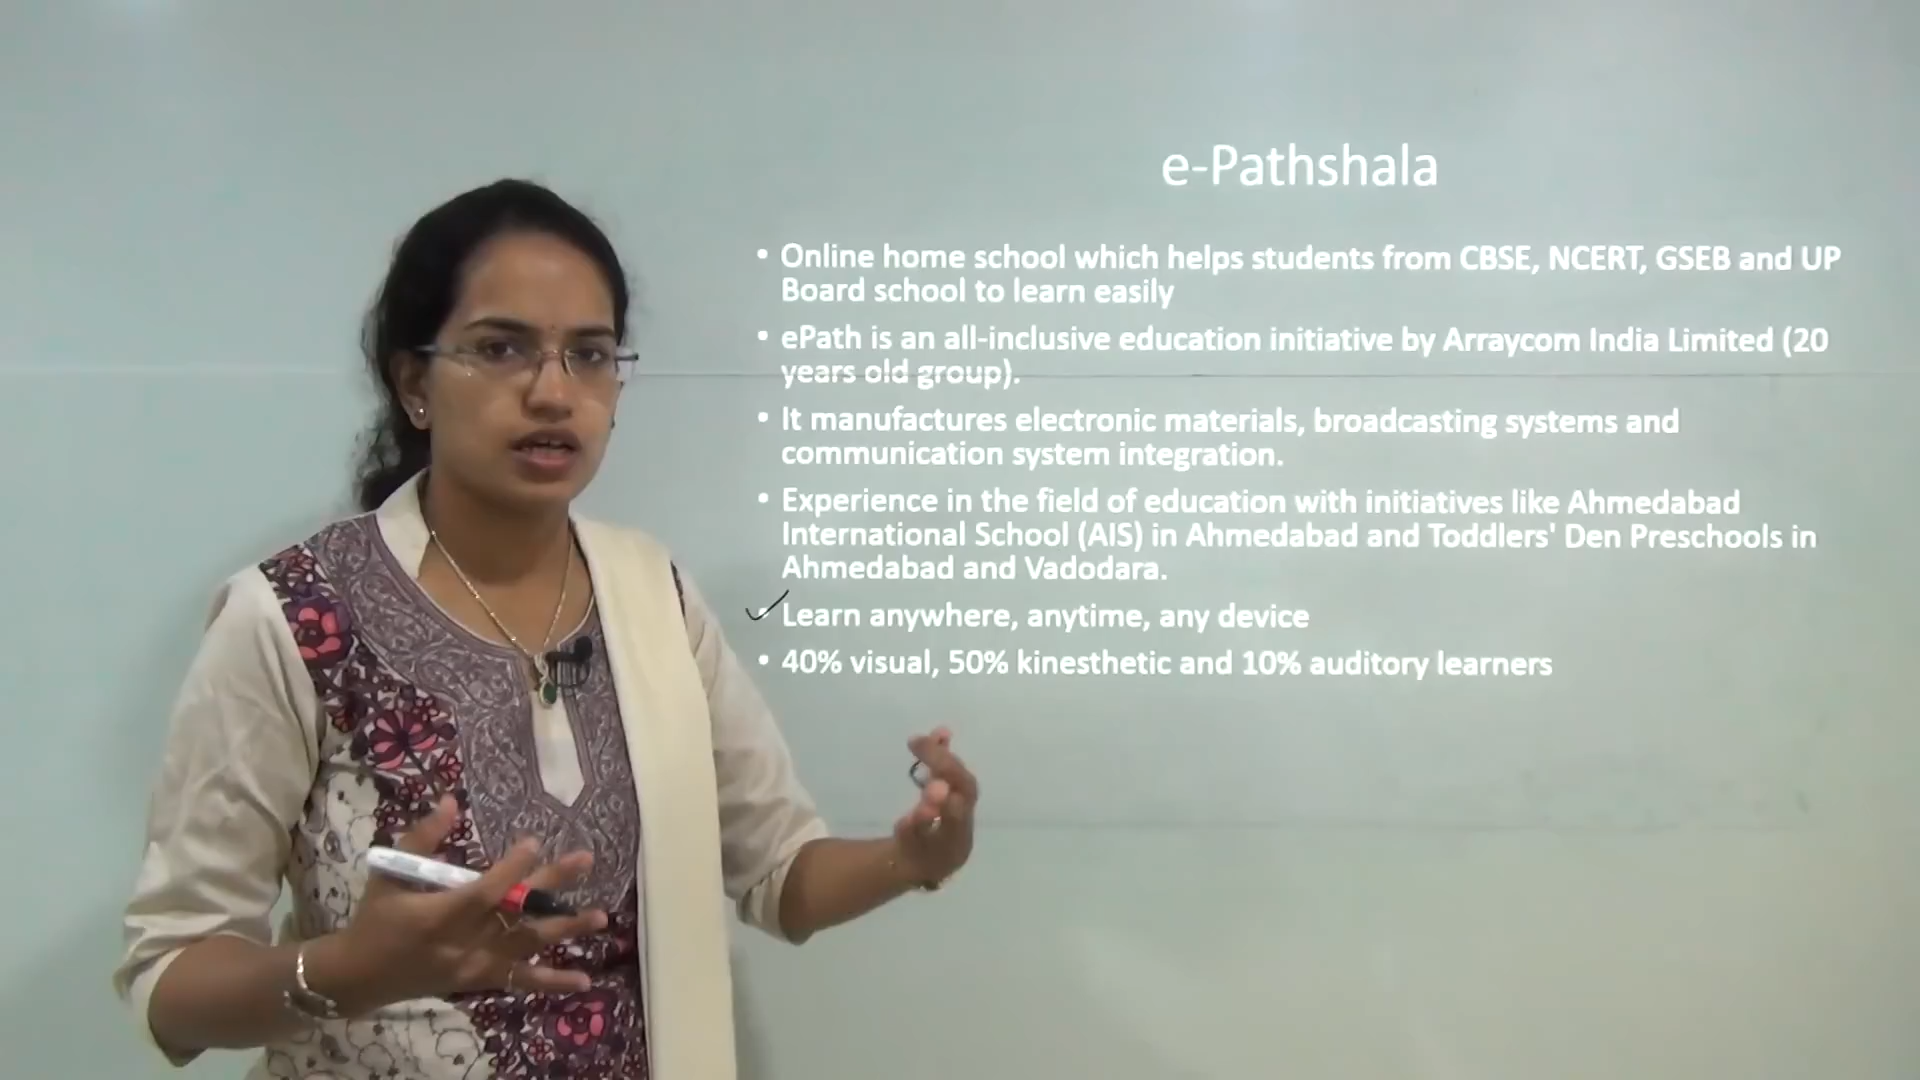 e-Pathshala
• Online home school which helps students from CBSE, NCERT, GSEB and UP
Board school to learn easily
• ePath is an all-inclusive education initiative by Arraycom India Limited (20
years old group).
• It manufactures electronic materials, broadcasting systems and
communication system integration.
• Experience in the field of education with initiatives like Ahmedabad
International School (AIS) in Ahmedabad and Toddlers' Den Preschools in
Ahmedabad and Vadodara.
• Learn anywhere, anytime, any device
• 40% visual, 50% kinesthetic and 10% auditory learners